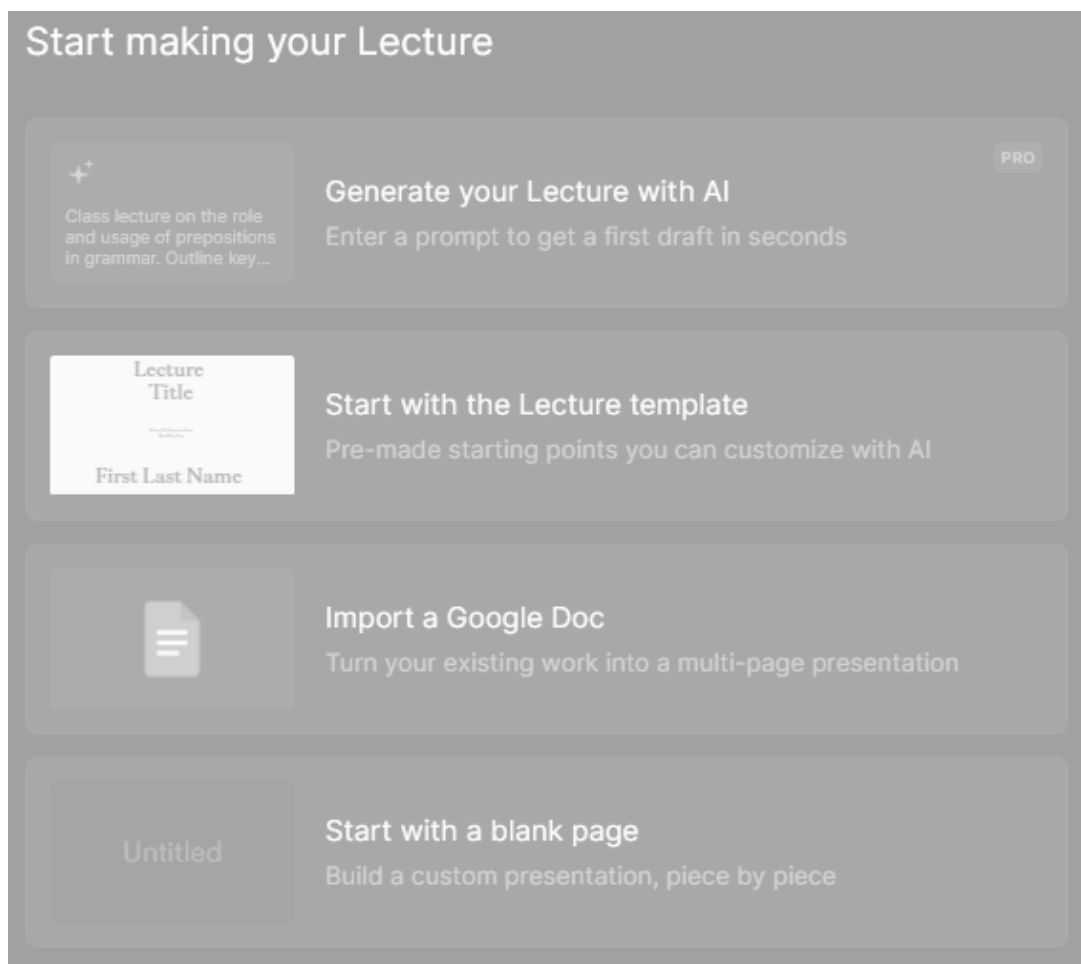 Start making your Lecture
PRO
Class lecture on the role
and usage of prepositions
in grammar. Outline key...
Generate your Lecture with AI
Enter a prompt to get a first draft in seconds
Lecture
Title
First Last Name
Start with the Lecture template
Pre-made starting points you can customize with AI
Import a Google Doc
Turn your existing work into a multi-page presentation
Untitled
Start with a blank page
Build a custom presentation, piece by piece